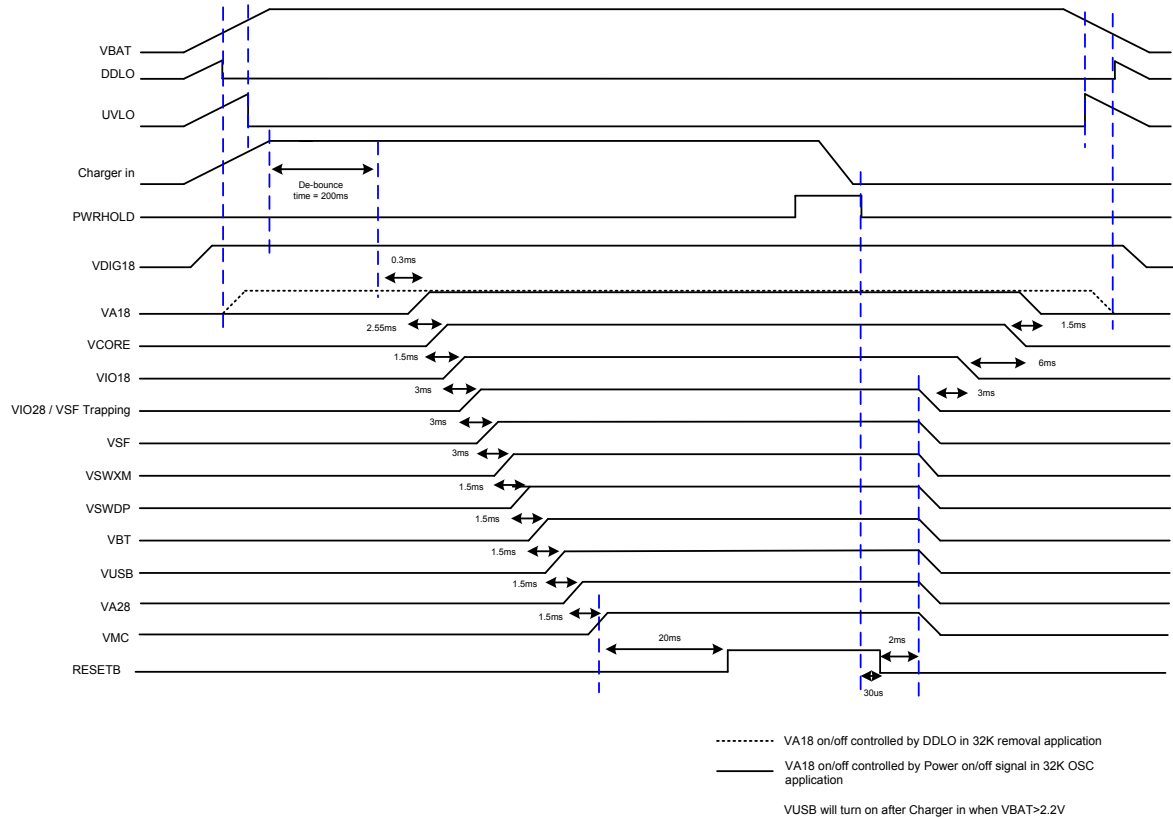 VBAT
DDLO
UVLO
Charger in
De-bounce
time = 200ms
PWRHOLD
VDIG18
0.3ms
VA18
2.55ms
1.5ms
VCORE
1.5ms
6ms
VIO18
3ms
3ms
VIO28 / VSF Trapping
3ms
VSF
3ms
VSWXM
1.5ms
VSWDP
1.5ms
VBT
1.5ms
VUSB
1.5ms
VA28
1.5ms
VMC
20ms
2ms
RESETB
30us
VA18 on/off controlled by DDLO in 32K removal application
VA18 on/off controlled by Power on/off signal in 32K OSC
application
VUSB will turn on after Charger in when VBAT>2.2V